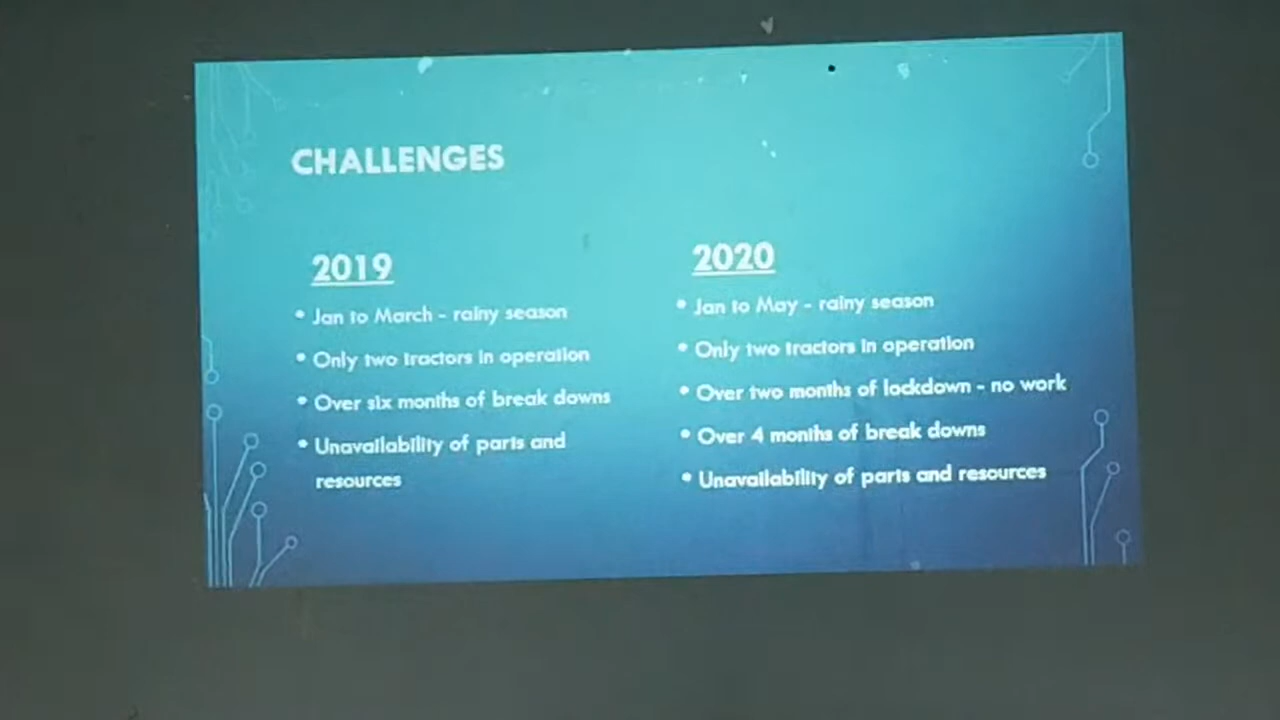 CHALLENGES
2019
• Jan to March - rainy season
• Only two tractors in operation
• Over six months of break downs
• Unavailability of parts and
resources
2020
• Jan to May - rainy season
• Only two tractors in operation
• Over two months of lockdown - no work
• Over 4 months of break downs
• Unavailability of parts and resources